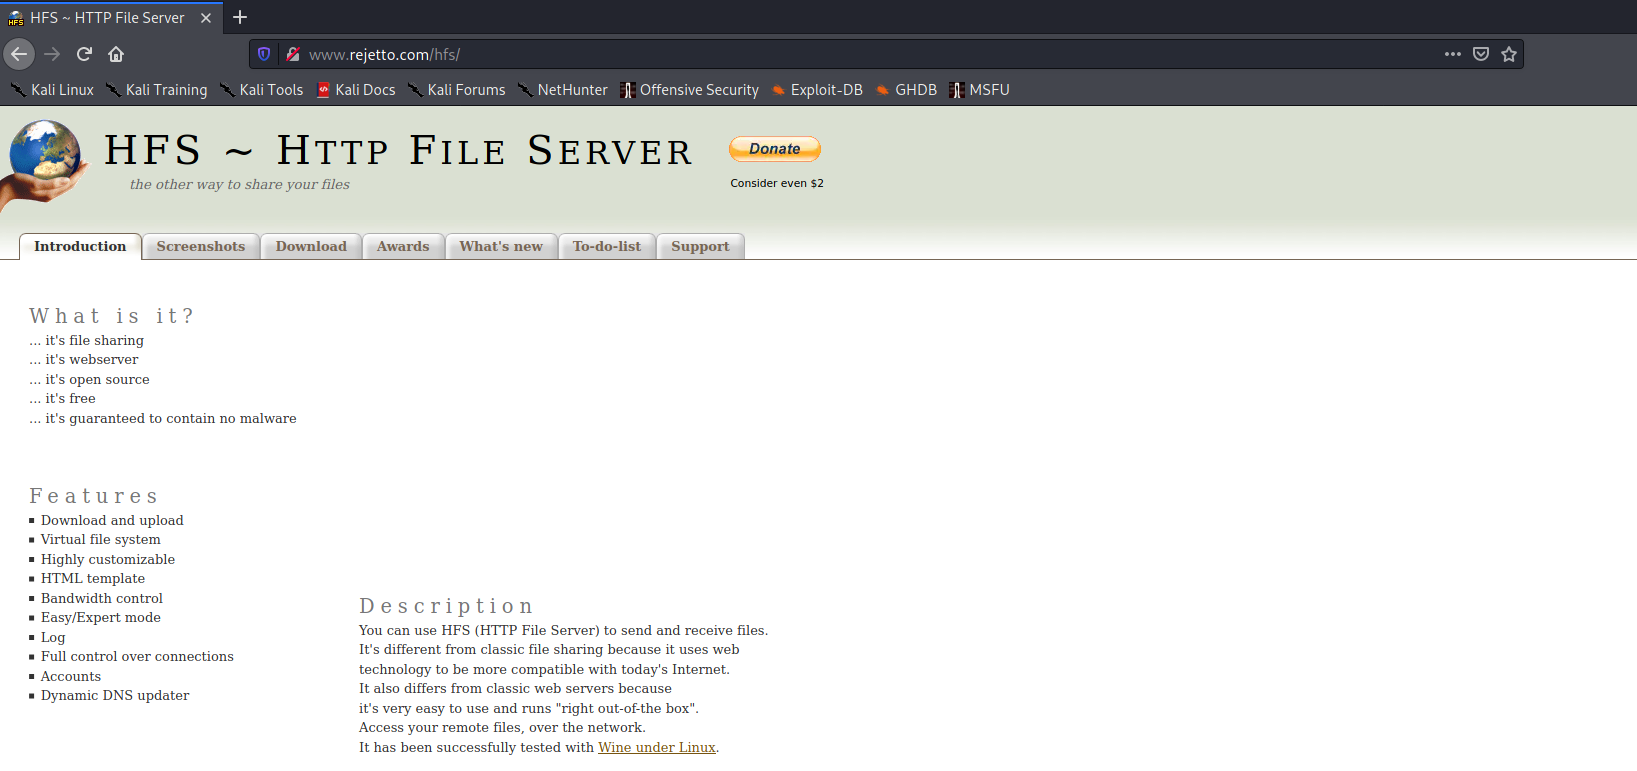 HFS ~ HTTP File Server
www.rejetto.com/hfs/
Kali Linux Kali Training Kali Tools Kali Docs Kali Forums NetHunter Offensive Security Exploit-DB GHDB MSFU
HFS ~ HTTP FILE SERVER
Donate
the other way to share your files
Consider even $2
Introduction Screenshots Download Awards What's new To-do-list Support
What is it?
... it's file sharing
... it's webserver
... it's open source
... it's free
... it's guaranteed to contain no malware
Features
Download and upload
Virtual file system
Highly customizable
HTML template
Bandwidth control
Easy/Expert mode
Log
Full control over connections
Accounts
Dynamic DNS updater
Description
You can use HFS (HTTP File Server) to send and receive files.
It's different from classic file sharing because it uses web
technology to be more compatible with today's Internet.
It also differs from classic web servers because
it's very easy to use and runs "right out-of-the box".
Access your remote files, over the network.
It has been successfully tested with Wine under Linux.